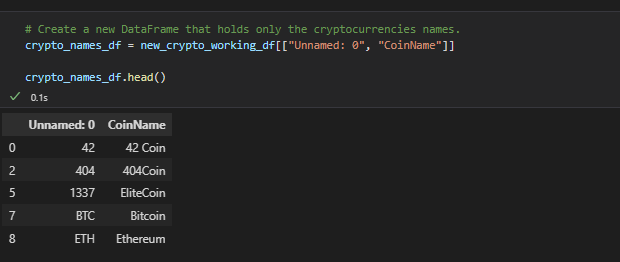 # Create a new DataFrame that holds only the cryptocurrencies names.
crypto_names_df = new_crypto_working_df[["Unnamed: 0", "CoinName"]]
crypto_names_df.head()
0.1s
Unnamed: 0 CoinName
0 42 42 Coin
2 404 404Coin
5 1337 EliteCoin
7 BTC Bitcoin
8 ETH Ethereum